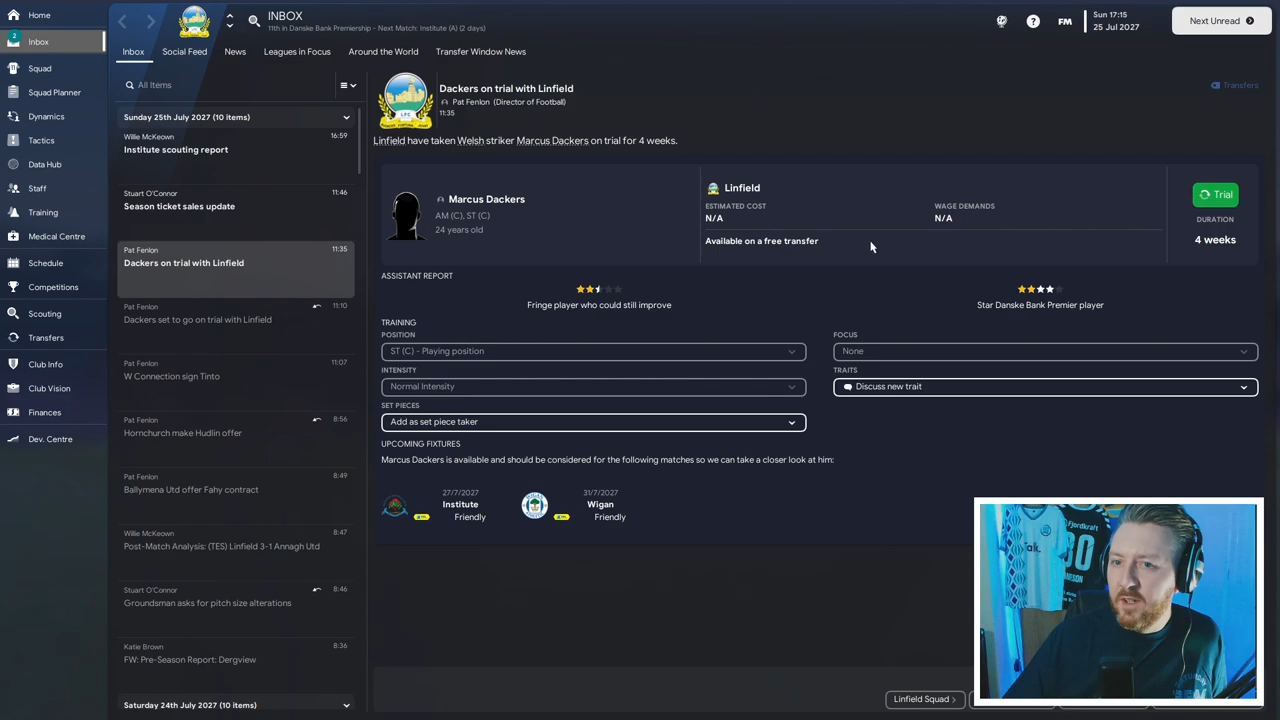 Home
2
Inbox
Squad
Squad Planner
Dynamics
Tactics
Data Hub
Staff
Training
Medical Centre
Schedule
Competitions
Scouting
Transfers
Club Info
Club Vision
Finances
Dev. Centre
INBOX
11th in Danske Bank Premiership - Next Match: Institute (A) (2 days)
FM
Sun 17:15
25 Jul 2027
Next Unread
Inbox
Social Feed
News
Leagues in Focus
Around the World
Transfer Window News
All Items
Sunday 25th July 2027 (10 items)
Willie McKeown 16:59
Institute scouting report
Stuart O'Connor 11:46
Season ticket sales update
Pat Fenlon 11:35
Dackers on trial with Linfield
Pat Fenlon 11:10
Dackers set to go on trial with Linfield
Pat Fenlon 11:07
W Connection sign Tinto
Pat Fenlon 8:56
Hornchurch make Hudlin offer
Pat Fenlon 8:49
Ballymena Utd offer Fahy contract
Willie McKeown 8:47
Post-Match Analysis: (TES) Linfield 3-1 Annagh Utd
Stuart O'Connor 8:46
Groundsman asks for pitch size alterations
Katie Brown 8:36
FW: Pre-Season Report: Dergview
Saturday 24th July 2027
Dackers on trial with Linfield
Pat Fenlon (Director of Football)
11:35
Transfers
Linfield have taken Welsh striker Marcus Dackers on trial for 4 weeks.
Marcus Dackers
AM (C), ST (C)
24 years old
Linfield
ESTIMATED COST
N/A
WAGE DEMANDS
N/A
Available on a free transfer
Trial
DURATION
4 weeks
ASSISTANT REPORT
Fringe player who could still improve
Star Danske Bank Premier player
TRAINING
POSITION
ST (C) - Playing position
FOCUS
None
INTENSITY
Normal Intensity
TRAITS
Discuss new trait
SET PIECES
Add as set piece taker
UPCOMING FIXTURES
Marcus Dackers is available and should be considered for the following matches so we can take a closer look at him:
27/7/2027
Institute
Friendly
31/7/2027
Wigan
Friendly
Linfield Squad
Fjordkraft